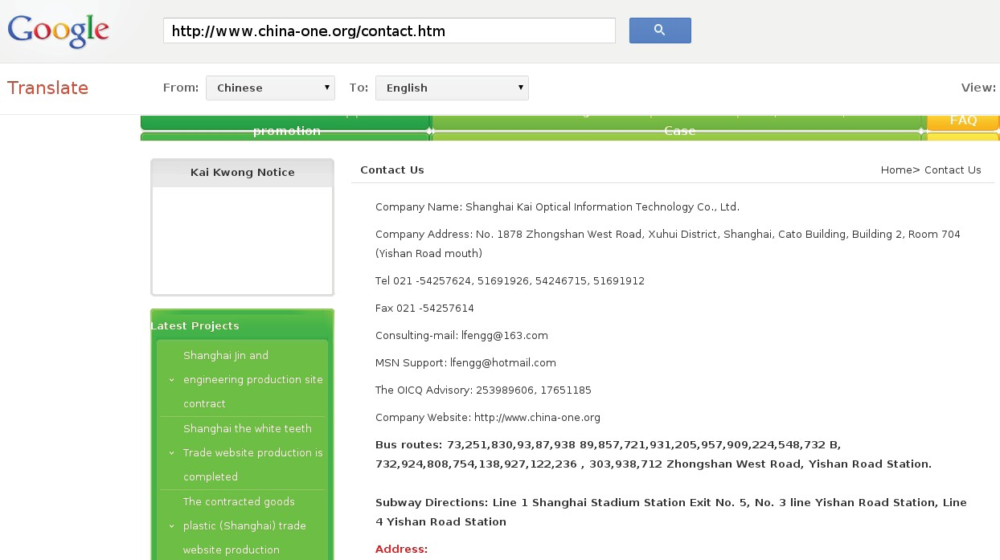 Google
http://www.china-one.org/contact.htm
Translate
From: Chinese To: English View:
promotion Case FAQ
Kai Kwong Notice
Contact Us Home> Contact Us
Company Name: Shanghai Kai Optical Information Technology Co., Ltd.
Company Address: No. 1878 Zhongshan West Road, Xuhui District, Shanghai, Cato Building, Building 2, Room 704
(Yishan Road mouth)
Tel 021 -54257624, 51691926, 54246715, 51691912
Fax 021 -54257614
Consulting-mail: lfengg@163.com
MSN Support: lfengg@hotmail.com
The OICQ Advisory: 253989606, 17651185
Company Website: http://www.china-one.org
Bus routes: 73,251,830,93,87,938 89,857,721,931,205,957,909,224,548,732 B,
732,924,808,754,138,927,122,236 , 303,938,712 Zhongshan West Road, Yishan Road Station.
Subway Directions: Line 1 Shanghai Stadium Station Exit No. 5, No. 3 line Yishan Road Station, Line
4 Yishan Road Station
Address:
Latest Projects
Shanghai Jin and
engineering production site
contract
Shanghai the white teeth
Trade website production is
completed
The contracted goods
plastic (Shanghai) trade
website production